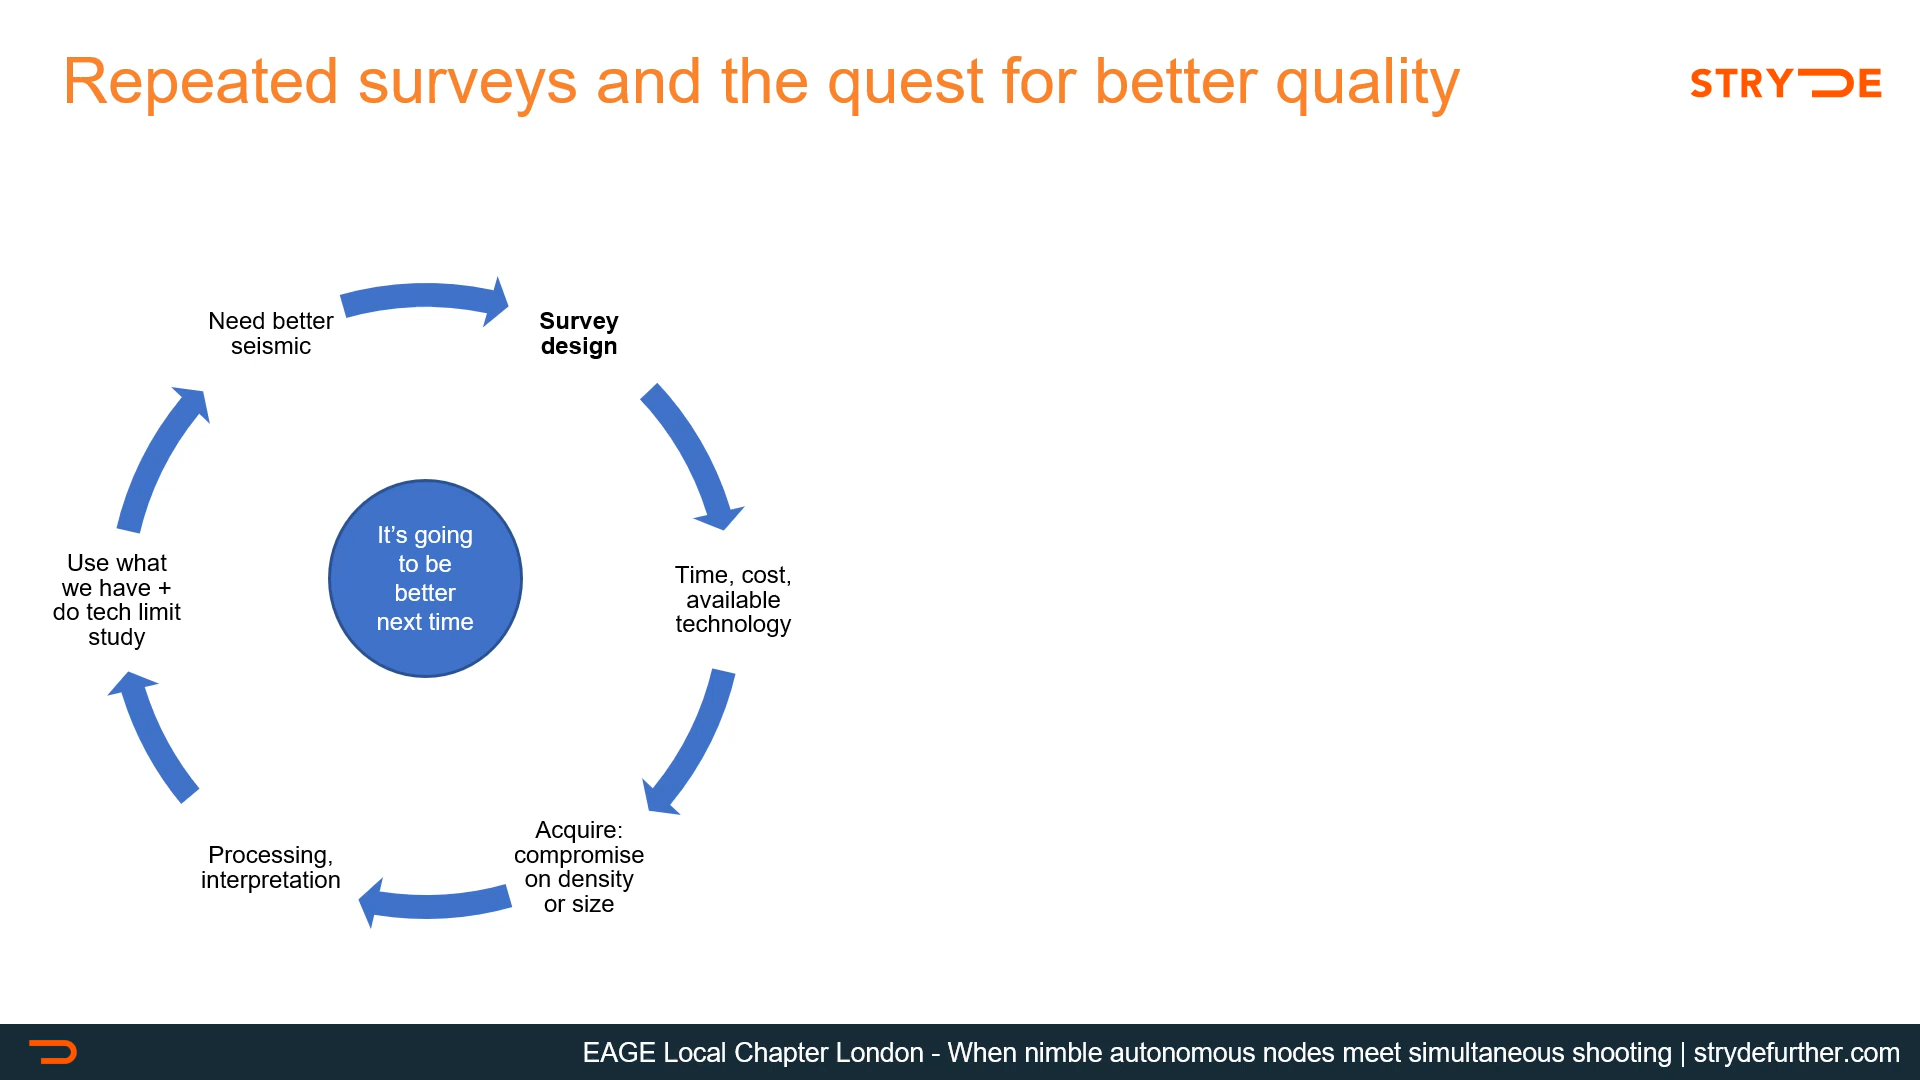 Repeated surveys and the quest for better quality
STRYDE
Need better
seismic
Survey
design
Time, cost,
available
technology
Acquire:
compromise
on density
or size
Processing,
interpretation
Use what
we have +
do tech limit
study
It’s going
to be
better
next time
EAGE Local Chapter London - When nimble autonomous nodes meet simultaneous shooting | strydefurther.com